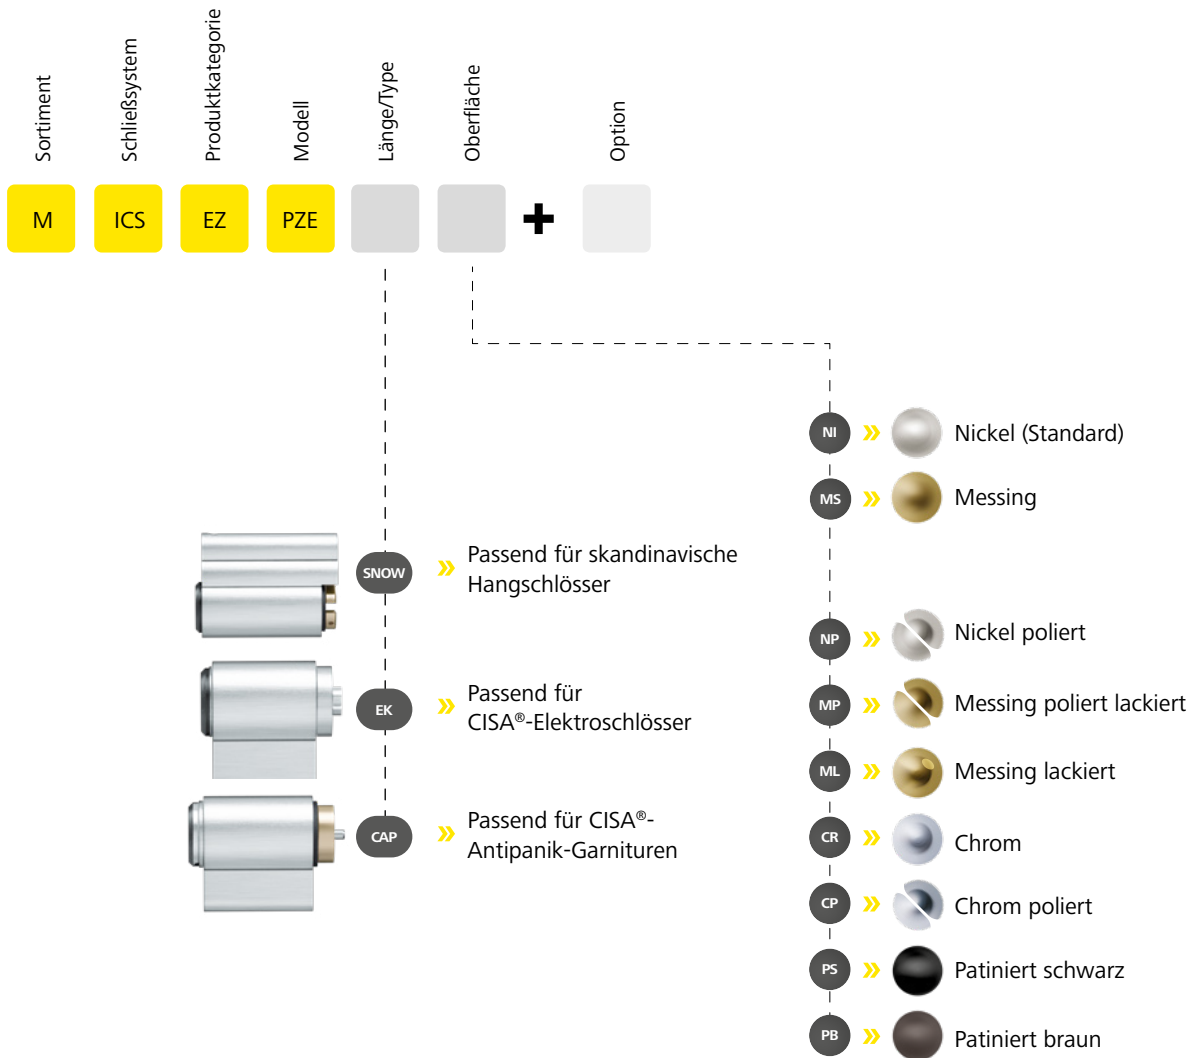 Sortiment
Schließsystem
Produktkategorie
Modell
Länge/Type
Oberfläche
Option
M
ICS
EZ
PZE
+
NI » Nickel (Standard)
MS » Messing
SNOW » Passend für skandinavische
Hangschlösser
NP » Nickel poliert
EK » Passend für
CISA®-Elektroschlösser
MP » Messing poliert lackiert
ML » Messing lackiert
CAP » Passend für CISA®-
Antipanik-Garnituren
CR » Chrom
CP » Chrom poliert
PS » Patiniert schwarz
PB » Patiniert braun